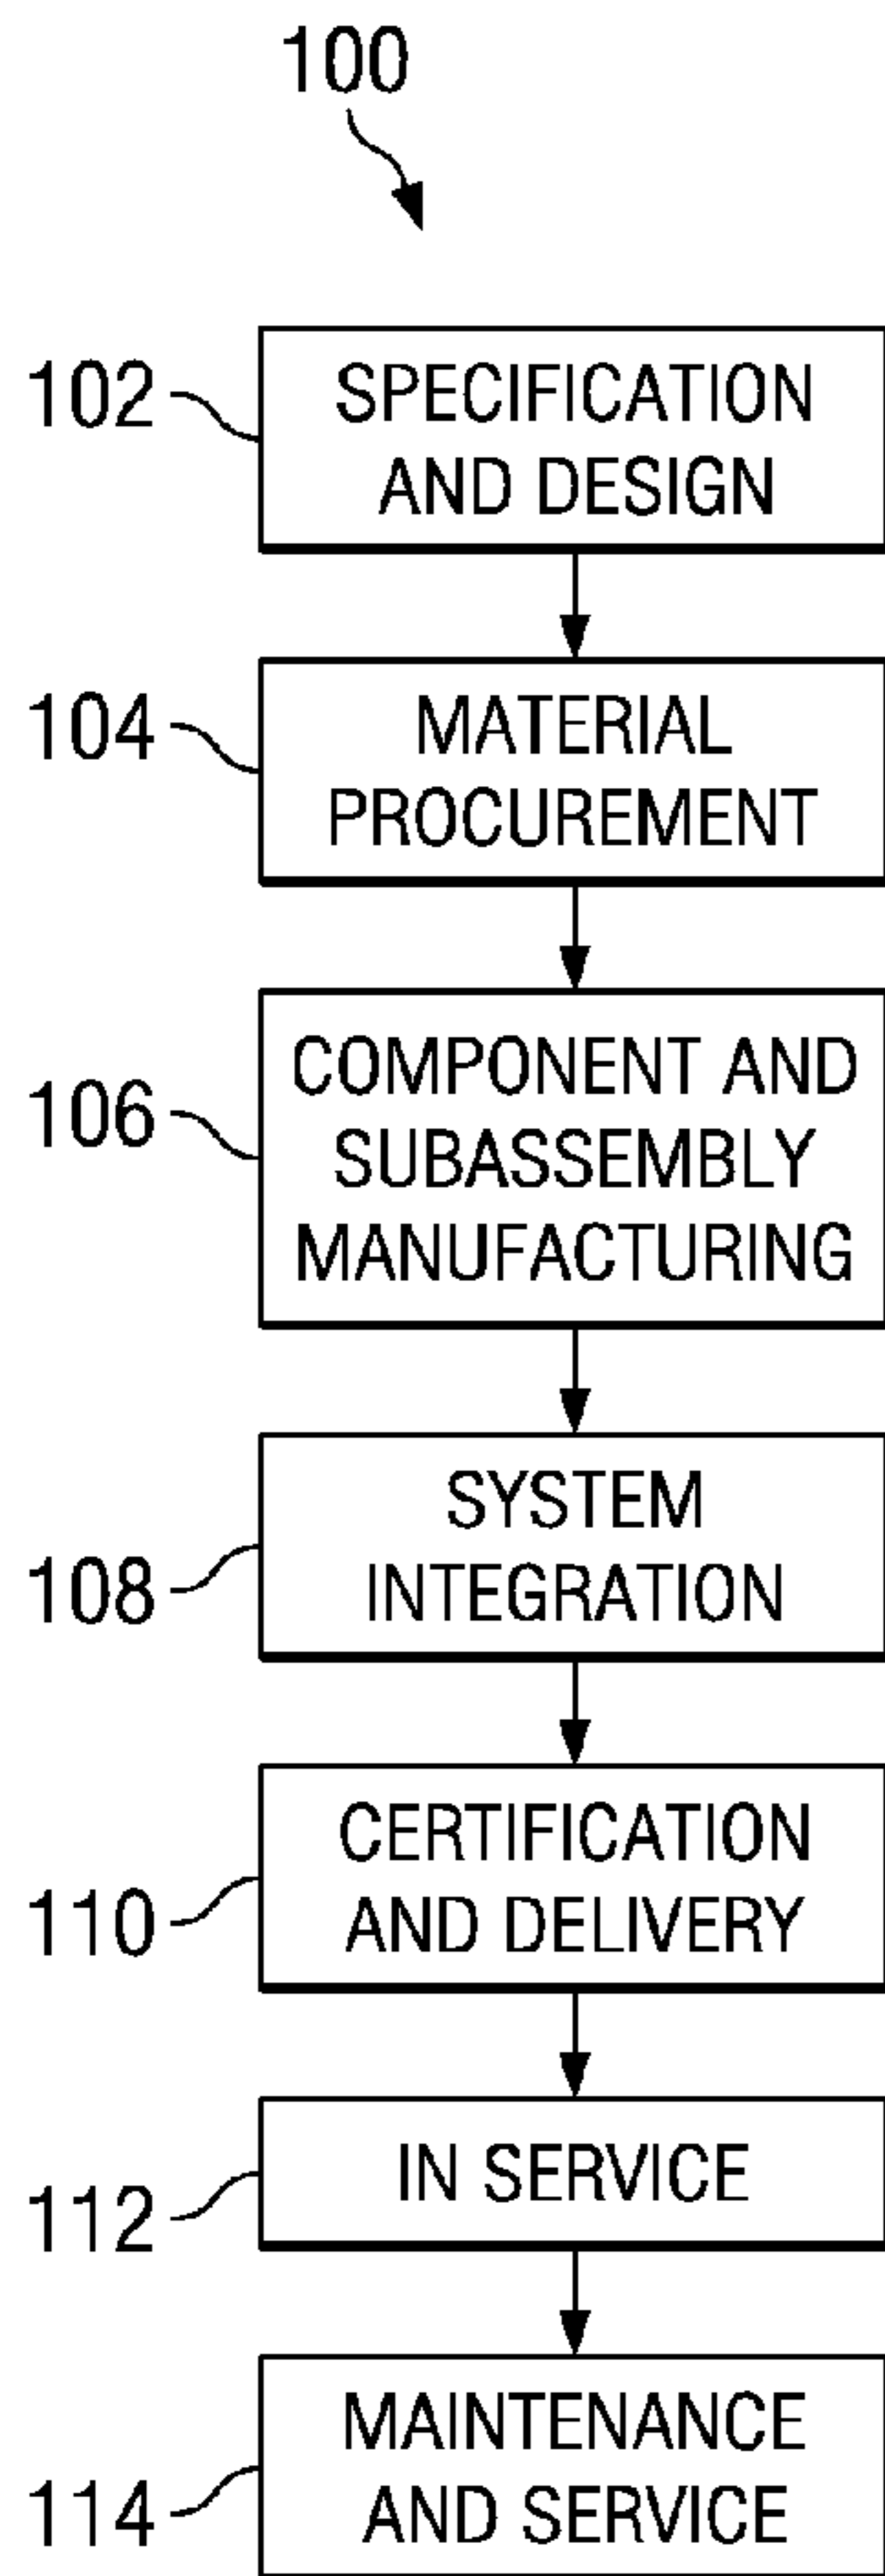 100
102
SPECIFICATION
AND DESIGN
104
MATERIAL
PROCUREMENT
106
COMPONENT AND
SUBASSEMBLY
MANUFACTURING
108
SYSTEM
INTEGRATION
110
CERTIFICATION
AND DELIVERY
112
IN SERVICE
114
MAINTENANCE
AND SERVICE